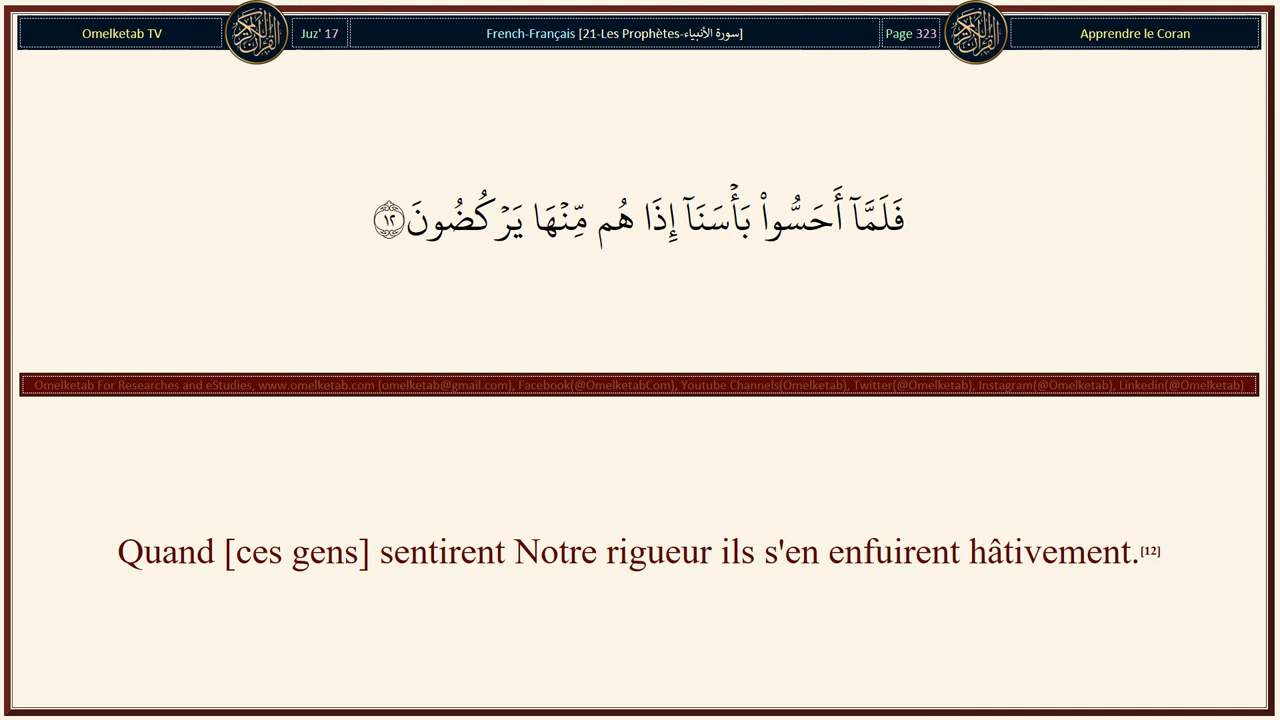 Omelketab TV
Juz' 17
French-Français [21-Les Prophètes-سورة الأنبياء]
Page 323
Apprendre le Coran
فَلَمَّآ أَحَسُّوا۟ بَأْسَنَآ إِذَا هُم مِّنْهَا يَرْكُضُونَ ١٢
Omelketab For Researches and eStudies, www.omelketab.com (omelketab@gmail.com), Facebook(@OmelketabCom), Youtube Channels(Omelketab), Twitter(@Omelketab), Instagram(@Omelketab), Linkedin(@Omelketab)
Quand [ces gens] sentirent Notre rigueur ils s'en enfuirent hâtivement.[12]